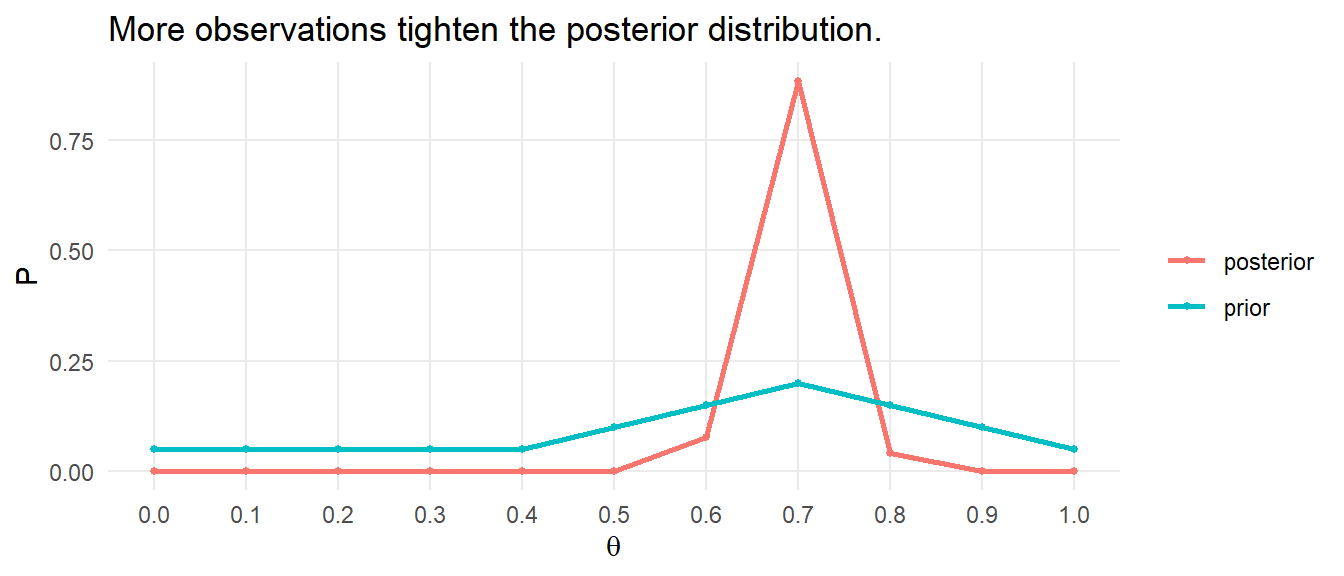 More observations tighten the posterior distribution.
P
0.75
0.50
0.25
0.00
0.0 0.1 0.2 0.3 0.4 0.5 0.6 0.7 0.8 0.9 1.0
θ
posterior
prior